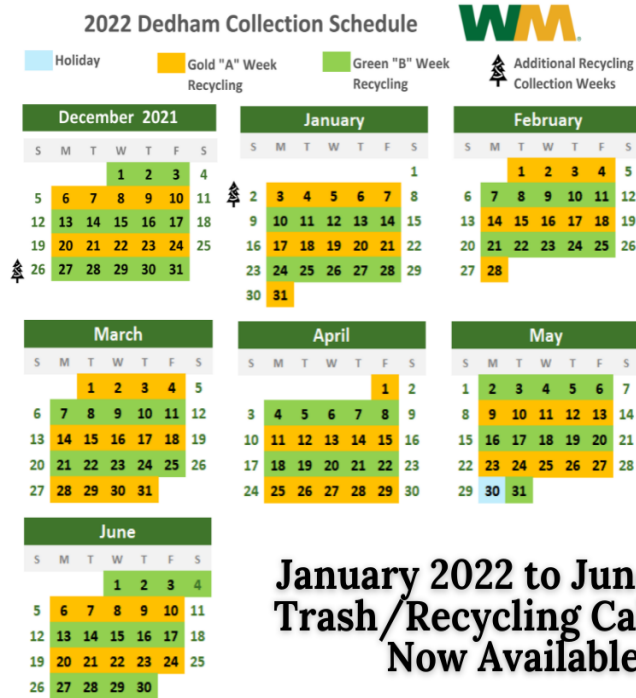 2022 Dedham Collection Schedule
WM
Holiday
Gold "A" Week
Recycling
Green "B" Week
Recycling
Additional Recycling
Collection Weeks
December 2021
S M T W T F S
1 2 3 4
5 6 7 8 9 10 11
12 13 14 15 16 17 18
19 20 21 22 23 24 25
26 27 28 29 30 31
January
S M T W T F S
1
2 3 4 5 6 7 8
9 10 11 12 13 14 15
16 17 18 19 20 21 22
23 24 25 26 27 28 29
30 31
February
S M T W T F S
1 2 3 4 5
6 7 8 9 10 11 12
13 14 15 16 17 18 19
20 21 22 23 24 25 26
27 28
March
S M T W T F S
1 2 3 4 5
6 7 8 9 10 11 12
13 14 15 16 17 18 19
20 21 22 23 24 25 26
27 28 29 30 31
April
S M T W T F S
1 2
3 4 5 6 7 8 9
10 11 12 13 14 15 16
17 18 19 20 21 22 23
24 25 26 27 28 29 30
May
S M T W T F S
1 2 3 4 5 6 7
8 9 10 11 12 13 14
15 16 17 18 19 20 21
22 23 24 25 26 27 28
29 30 31
June
S M T W T F S
1 2 3 4
5 6 7 8 9 10 11
12 13 14 15 16 17 18
19 20 21 22 23 24 25
26 27 28 29 30
January 2022 to Jun
Trash/Recycling Ca
Now Available